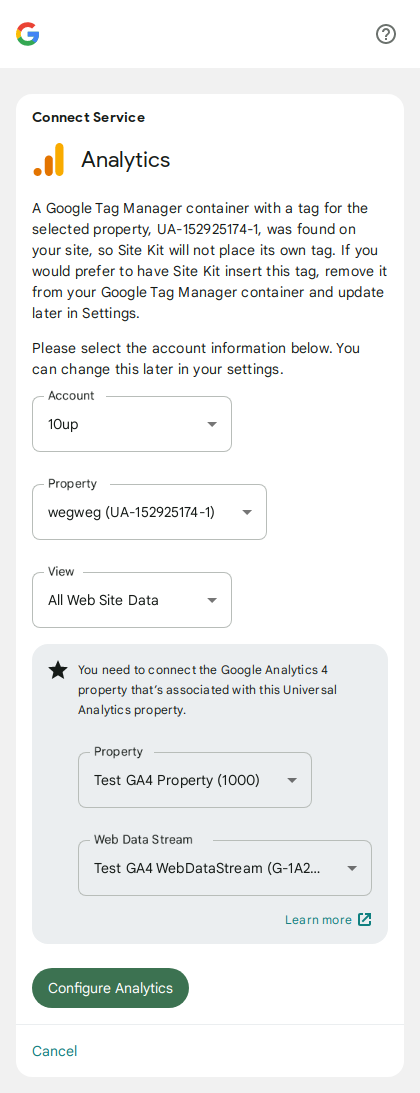 Connect Service
Analytics
A Google Tag Manager container with a tag for the
selected property, UA-152925174-1, was found on
your site, so Site Kit will not place its own tag. If you
would prefer to have Site Kit insert this tag, remove it
from your Google Tag Manager container and update
later in Settings.
Please select the account information below. You
can change this later in your settings.
Account
10up
Property
wegweg (UA-152925174-1)
View
All Web Site Data
You need to connect the Google Analytics 4
property that's associated with this Universal
Analytics property.
Property
Test GA4 Property (1000)
Web Data Stream
Test GA4 WebDataStream (G-1A2...
Learn more
Configure Analytics
Cancel